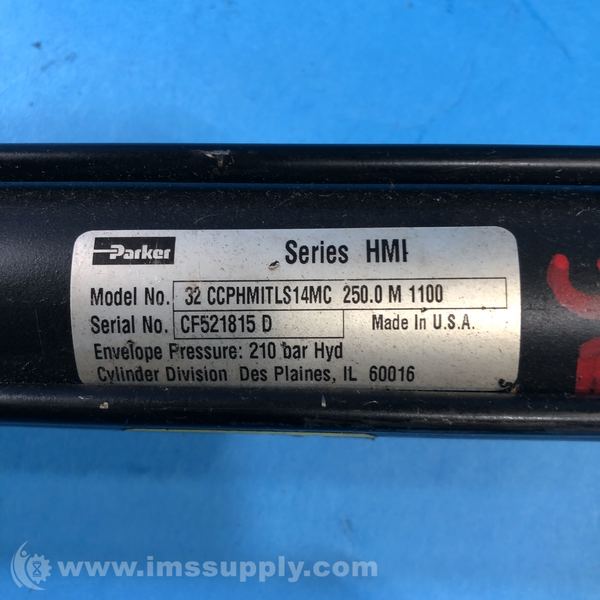 Parker
Series HMI
Model No. 32 CCPHMITLS14MC 250.0 M 1100
Serial No. CF521815 D Made in U.S.A.
Envelope Pressure: 210 bar Hyd
Cylinder Division Des Plaines, IL 60016
www.imssupply.com